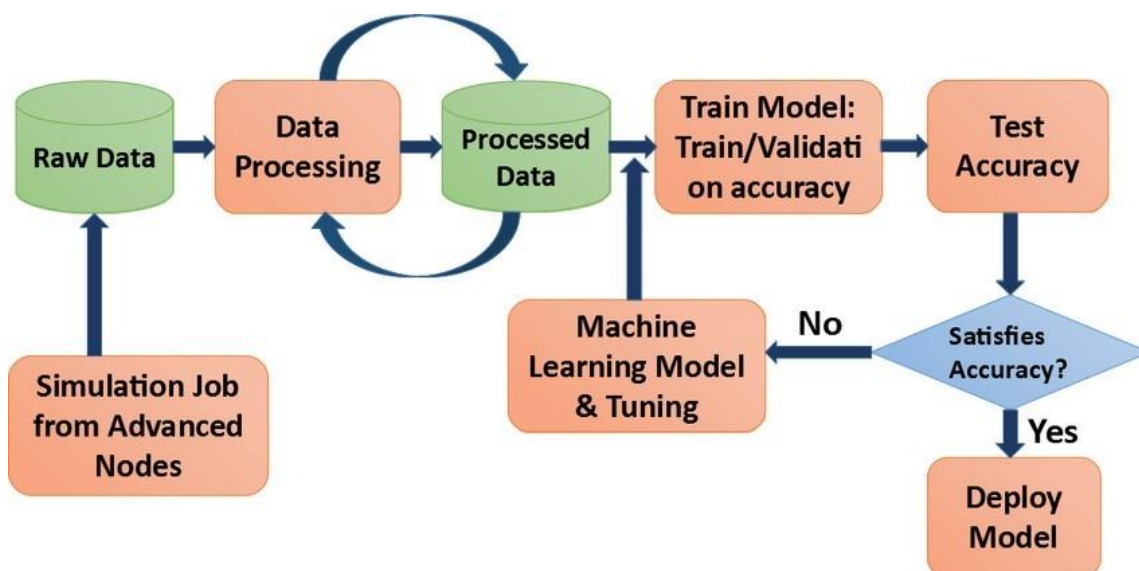 Raw Data
Data
Processing
Processed
Data
Train Model:
Train/Validati
on accuracy
Test
Accuracy
Simulation Job
from Advanced
Nodes
Machine
Learning Model
& Tuning
No
Satisfies
Accuracy?
Yes
Deploy
Model